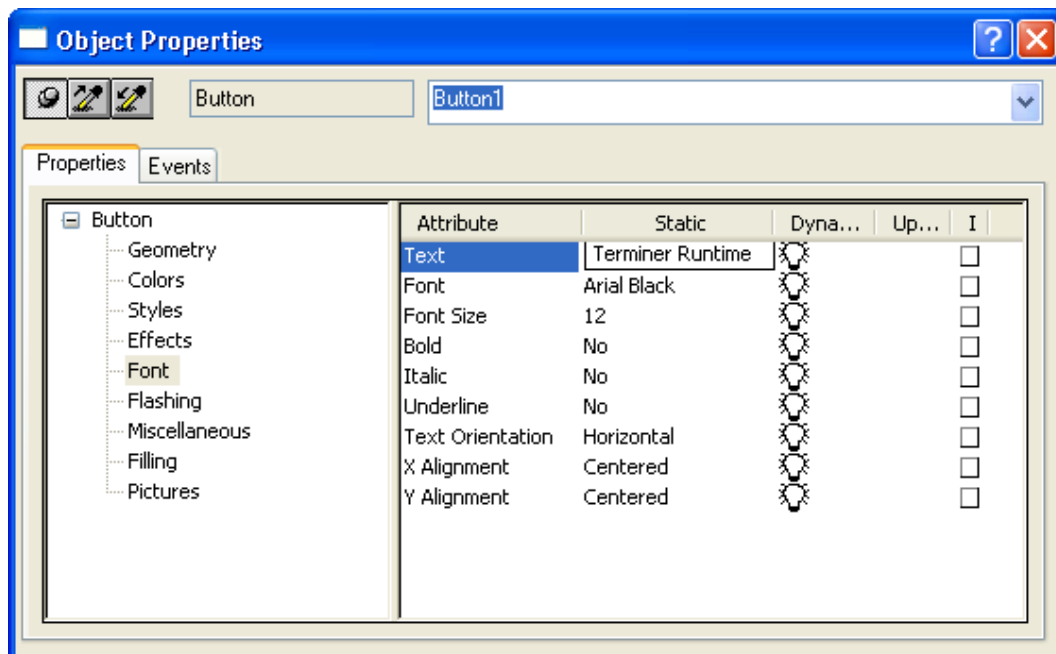 Object Properties
Button Button1
Properties Events
Button
Geometry
Colors
Styles
Effects
Font
Flashing
Miscellaneous
Filling
Pictures
Attribute Static Dyna... Up... I
Text Terminer Runtime
Font Arial Black
Font Size 12
Bold No
Italic No
Underline No
Text Orientation Horizontal
X Alignment Centered
Y Alignment Centered